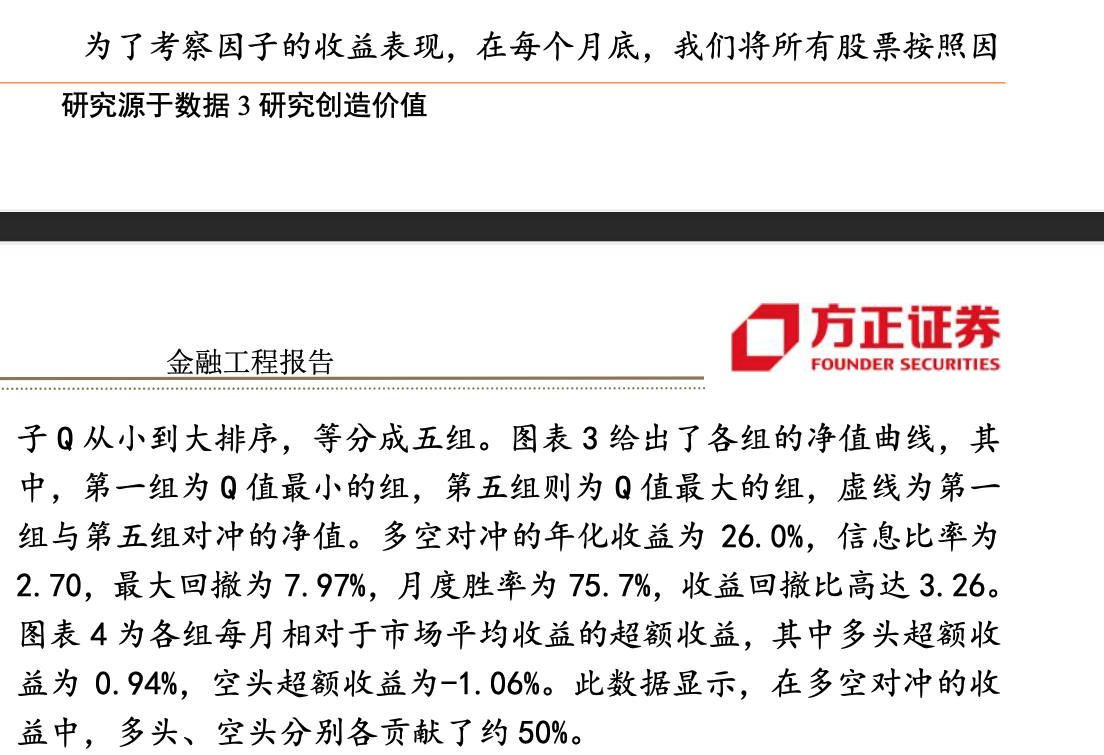 为了考察因子的收益表现，在每个月底，我们将所有股票按照因
研究源于数据 3 研究创造价值
方正证券
FOUNDER SECURITIES
金融工程报告
子 Q 从小到大排序，等分成五组。图表 3 给出了各组的净值曲线，其
中，第一组为 Q 值最小的组，第五组则为 Q 值最大的组，虚线为第一
组与第五组对冲的净值。多空对冲的年化收益为 26.0%，信息比率为
2.70，最大回撤为 7.97%，月度胜率为 75.7%，收益回撤比高达 3.26。
图表 4 为各组每月相对于市场平均收益的超额收益，其中多头超额收
益为 0.94%，空头超额收益为-1.06%。此数据显示，在多空对冲的收
益中，多头、空头分别各贡献了约 50%。